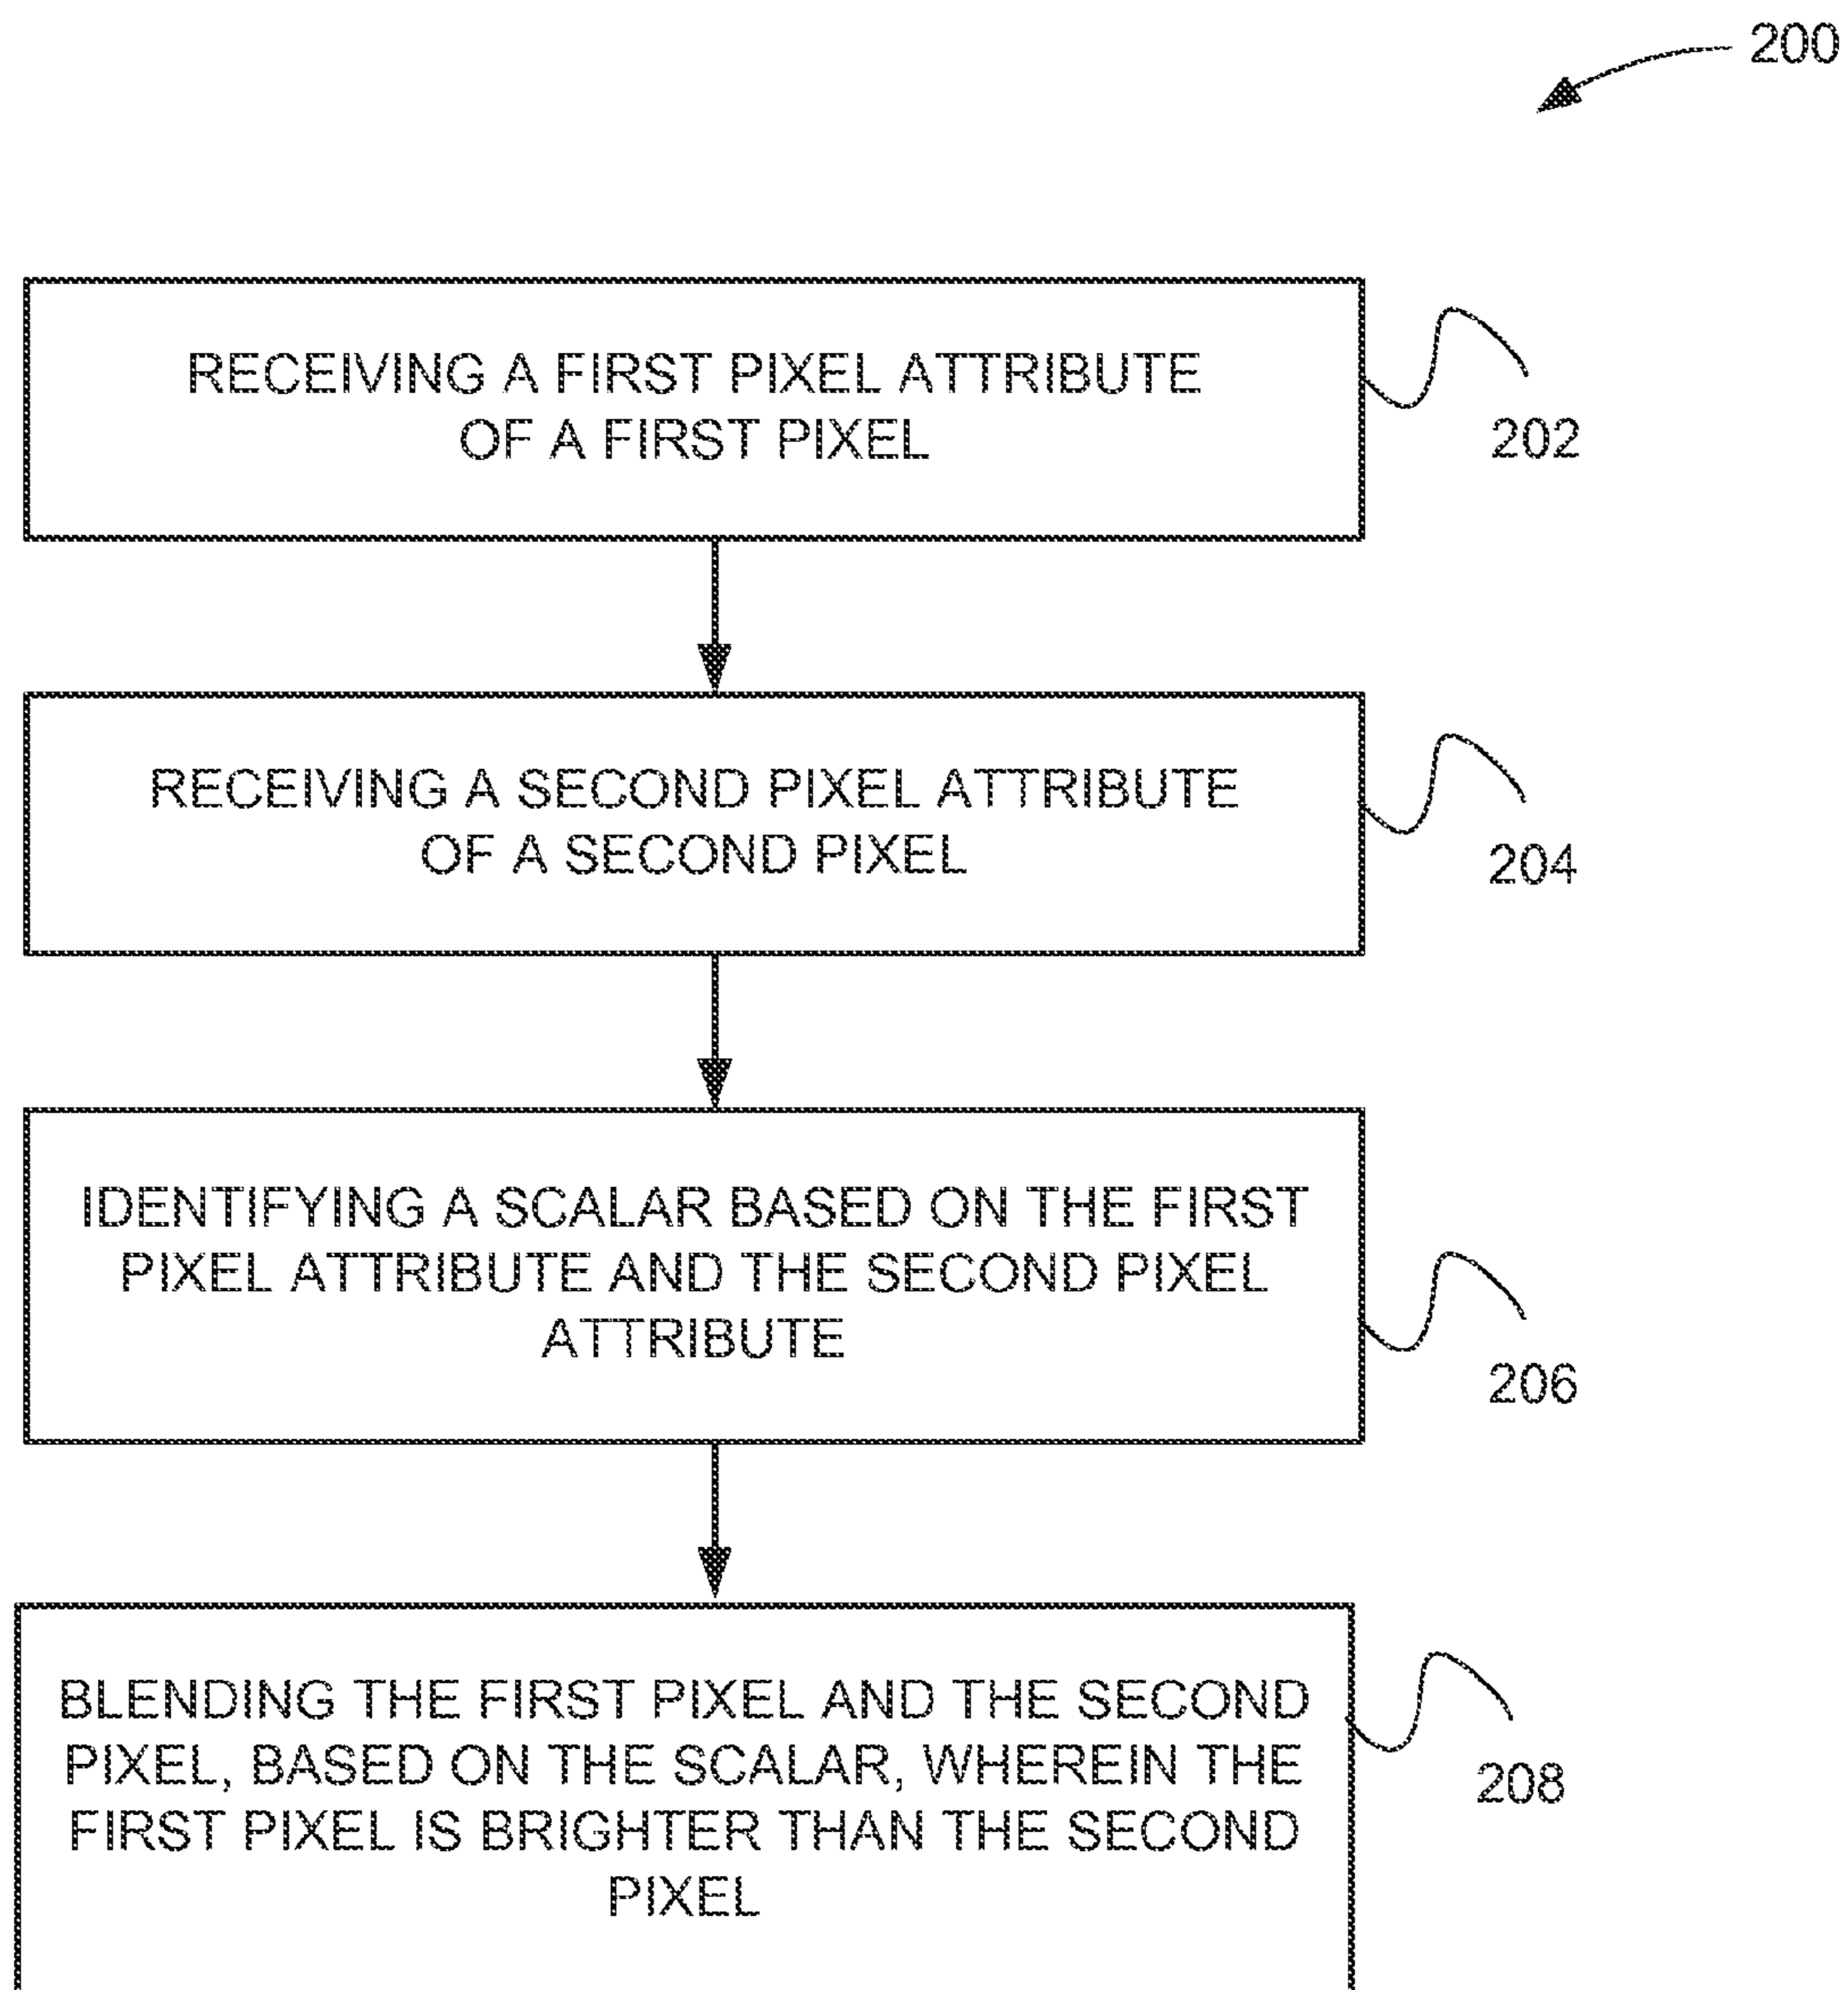 200
RECEIVING A FIRST PIXEL ATTRIBUTE
OF A FIRST PIXEL
202
RECEIVING A SECOND PIXEL ATTRIBUTE
OF A SECOND PIXEL
204
IDENTIFYING A SCALAR BASED ON THE FIRST
PIXEL ATTRIBUTE AND THE SECOND PIXEL
ATTRIBUTE
206
BLENDING THE FIRST PIXEL AND THE SECOND
PIXEL, BASED ON THE SCALAR, WHEREIN THE
FIRST PIXEL IS BRIGHTER THAN THE SECOND
PIXEL
208